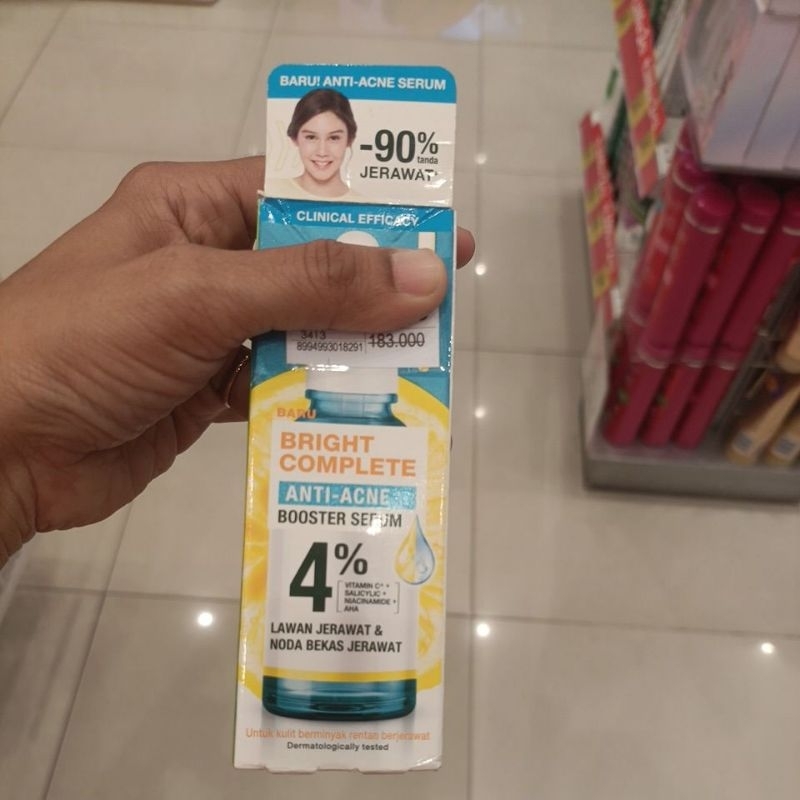 BARU! ANTI-ACNE SERUM
-90%
tanda
JERAWAT*
CLINICAL EFFICACY
3413
8994993018291
183.000
BARU
BRIGHT
COMPLETE
ANTI-ACNE
BOOSTER SERUM
4%
VITAMIN C* +
SALICYLIC +
NIACINAMIDE +
AHA
LAWAN JERAWAT &
NODA BEKAS JERAWAT
Untuk kulit berminyak rentan berjerawat
Dermatologically tested